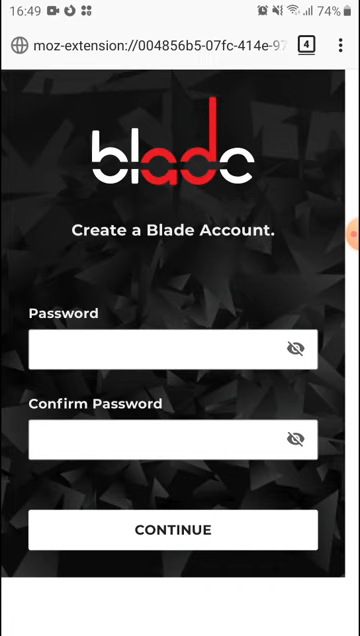 16:49
74%
moz-extension://004856b5-07fc-414e-97
4
blade
Create a Blade Account.
Password
Confirm Password
CONTINUE